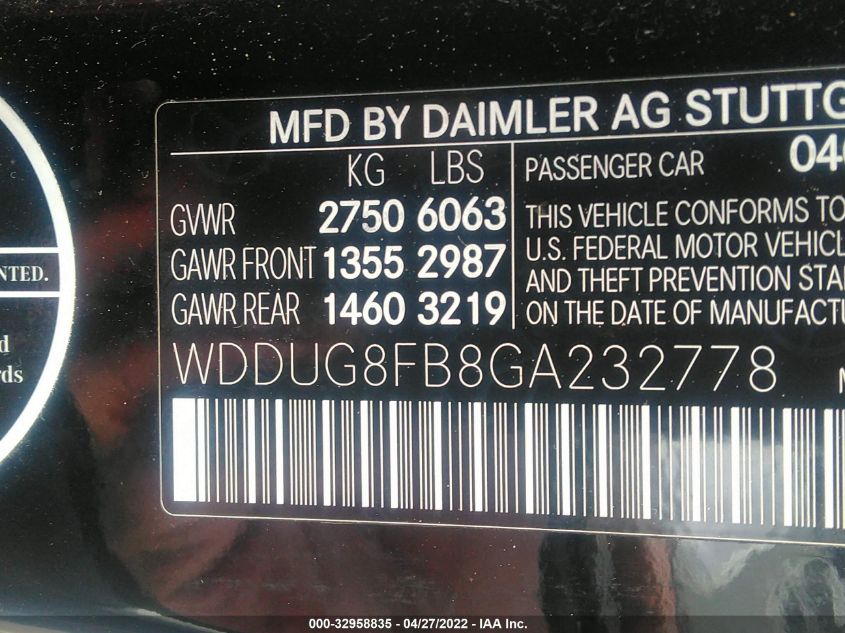 MFD BY DAIMLER AG STUTTG
KG LBS
PASSENGER CAR 04
GVWR 2750 6063
GAWR FRONT 1355 2987
GAWR REAR 1460 3219
THIS VEHICLE CONFORMS TO
U.S. FEDERAL MOTOR VEHICL
AND THEFT PREVENTION STA
ON THE DATE OF MANUFACTU
WDDUG8FB8GA232778
M
NTED.
d
rds
000-32958835 - 04/27/2022 - IAA Inc.